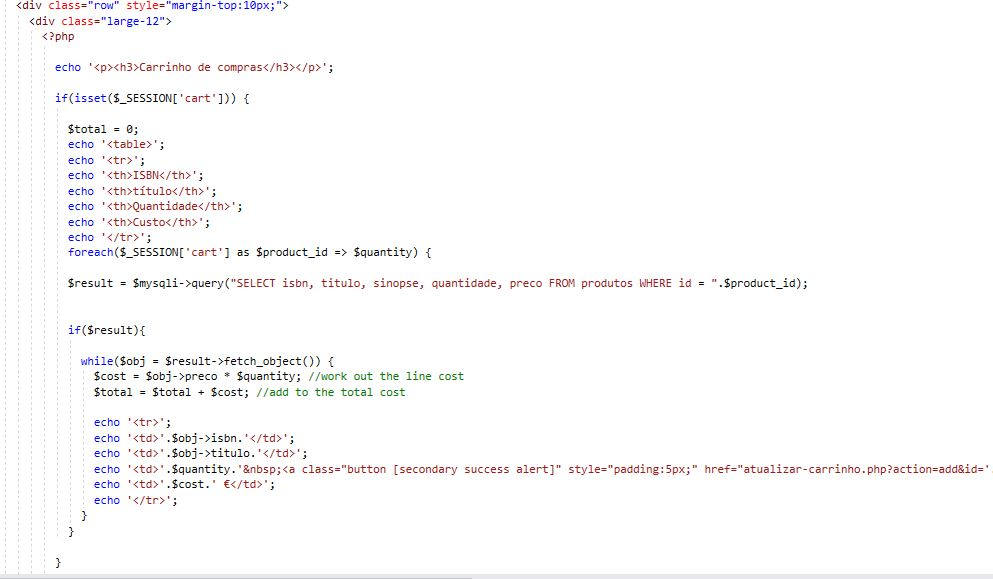 <div class="row" style="margin-top:10px;">
<div class="large-12">
<?php
echo '<p><h3>Carrinho de compras</h3></p>';
if(isset($_SESSION['cart'])) {
$total = 0;
echo '<table>';
echo '<tr>';
echo '<th>ISBN</th>';
echo '<th>título</th>';
echo '<th>Quantidade</th>';
echo '<th>Custo</th>';
echo '</tr>';
foreach($_SESSION['cart'] as $product_id => $quantity) {
$result = $mysqli->query("SELECT isbn, titulo, sinopse, quantidade, preco FROM produtos WHERE id = ".$product_id);
if($result){
while($obj = $result->fetch_object()) {
$cost = $obj->preco * $quantity; //work out the line cost
$total = $total + $cost; //add to the total cost
echo '<tr>';
echo '<td>'.$obj->isbn.'</td>';
echo '<td>'.$obj->titulo.'</td>';
echo '<td>'.$quantity.'&nbsp;<a class="button [secondary success alert]" style="padding:5px;" href="atualizar-carrinho.php?action=add&id='.
echo '<td>'.$cost.' €</td>';
echo '</tr>';
}
}
}